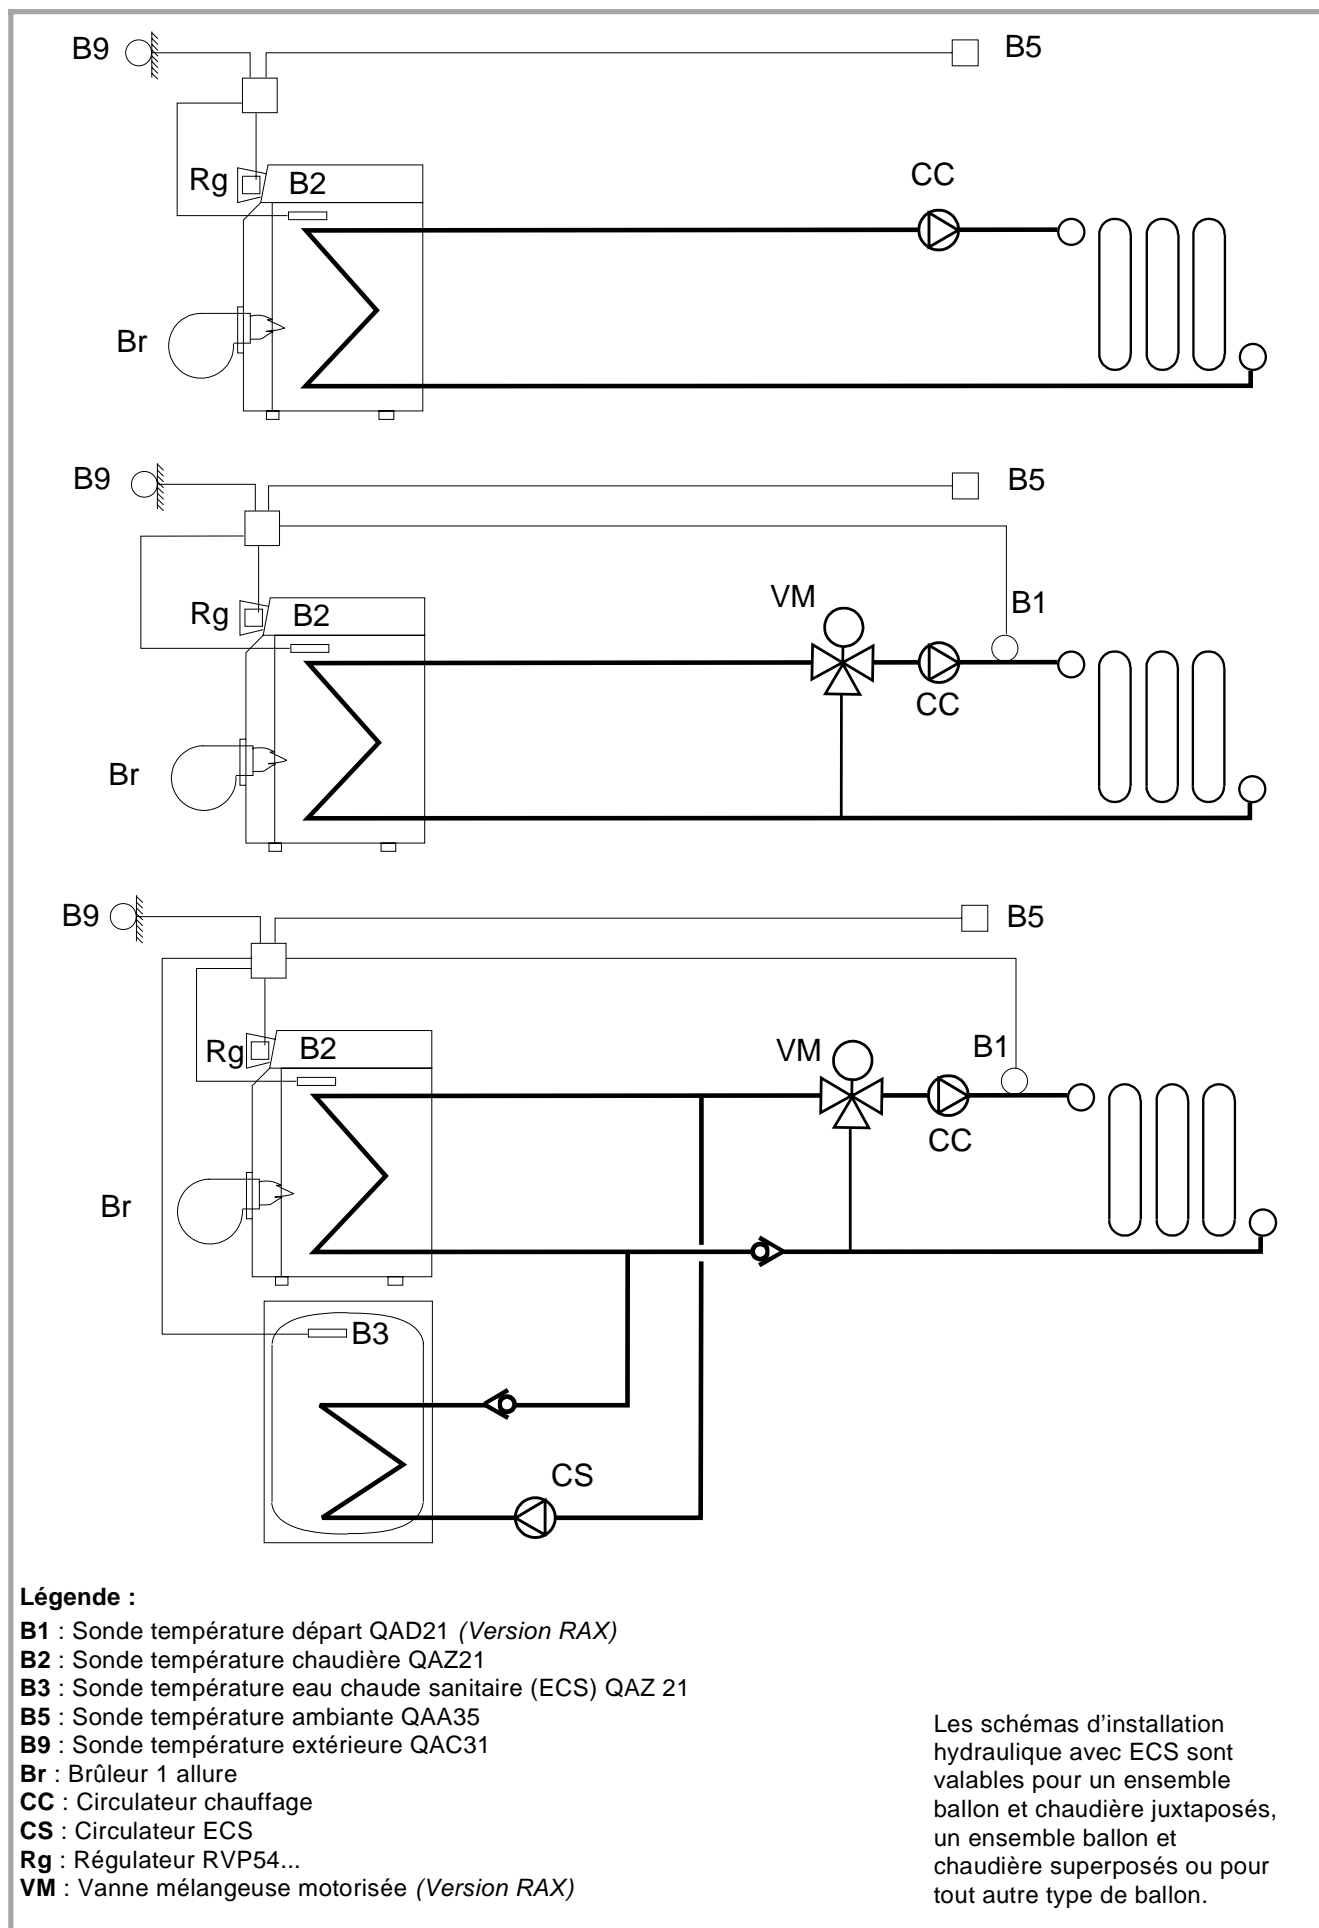 B9
B5
Rg
B2
CC
Br
B9
B5
Rg
B2
VM
B1
CC
Br
B9
B5
Rg
B2
VM
B1
CC
Br
B3
CS
Légende :
B1 : Sonde température départ QAD21 (Version RAX)
B2 : Sonde température chaudière QAZ21
B3 : Sonde température eau chaude sanitaire (ECS) QAZ 21
B5 : Sonde température ambiante QAA35
B9 : Sonde température extérieure QAC31
Br : Brûleur 1 allure
CC : Circulateur chauffage
CS : Circulateur ECS
Rg : Régulateur RVP54...
VM : Vanne mélangeuse motorisée (Version RAX)
Les schémas d’installation
hydraulique avec ECS sont
valables pour un ensemble
ballon et chaudière juxtaposés,
un ensemble ballon et
chaudière superposés ou pour
tout autre type de ballon.